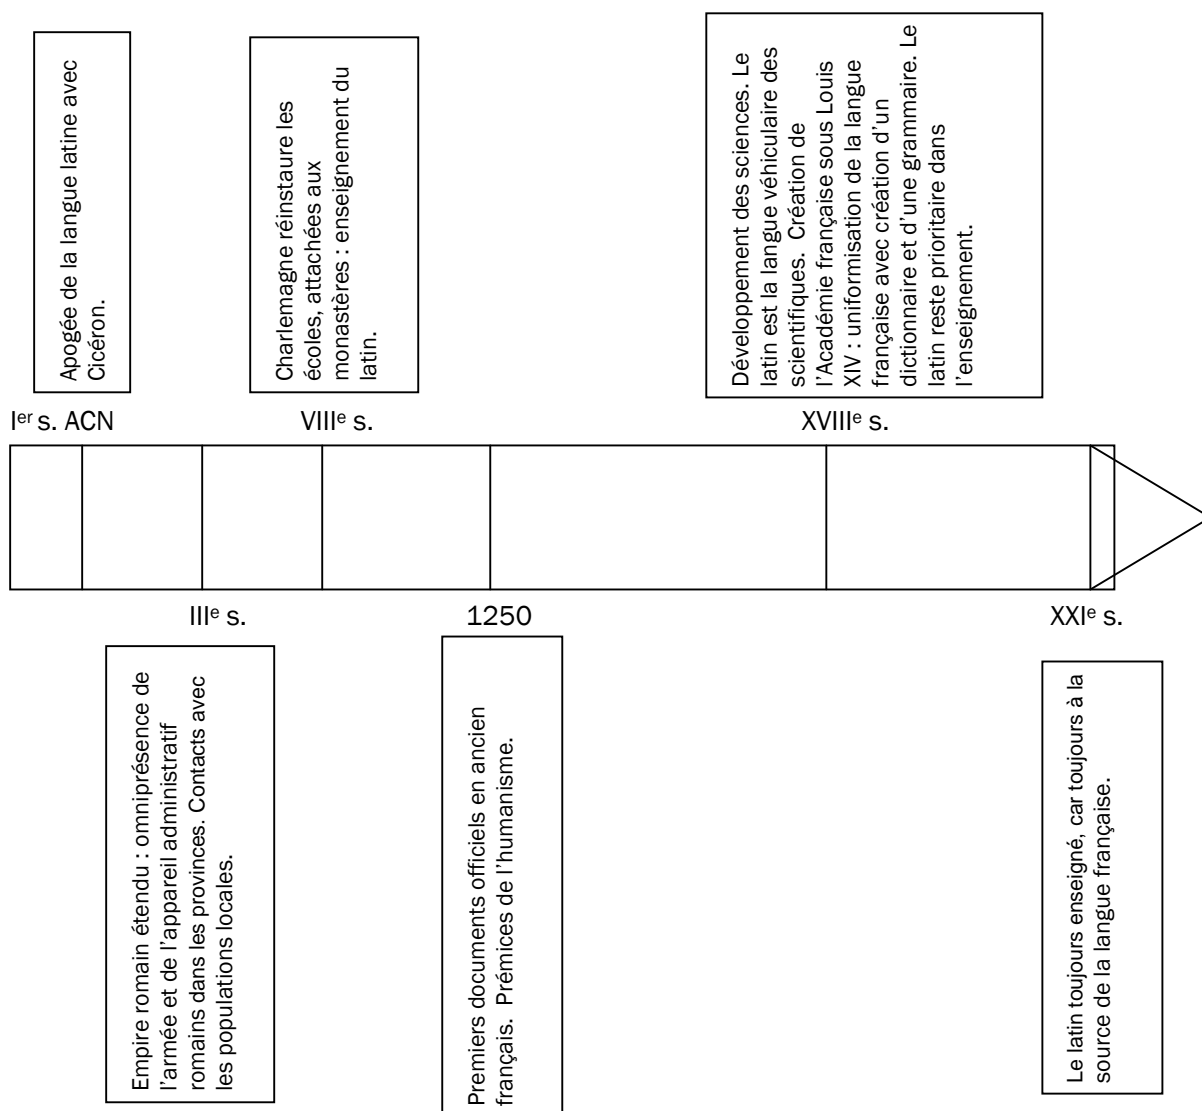 Apogée de la langue latine avec
Cicéron.
Charlemagne réinstaure les
écoles, attachées aux
monastères : enseignement du
latin.
Développement des sciences. Le
latin est la langue véhiculaire des
scientifiques.  Création de
l'Académie française sous Louis
XIV : uniformisation de la langue
française avec création d'un
dictionnaire et d'une grammaire. Le
latin reste prioritaire dans
l'enseignement.
Ier s. ACN
VIIIe s.
XVIIIe s.
IIIe s.
1250
XXIe s.
Empire romain étendu : omniprésence de
l'armée et de l'appareil administratif
romains dans les provinces. Contacts avec
les populations locales.
Premiers documents officiels en ancien
français.  Prémices de l'humanisme.
Le latin toujours enseigné, car toujours à la
source de la langue française.